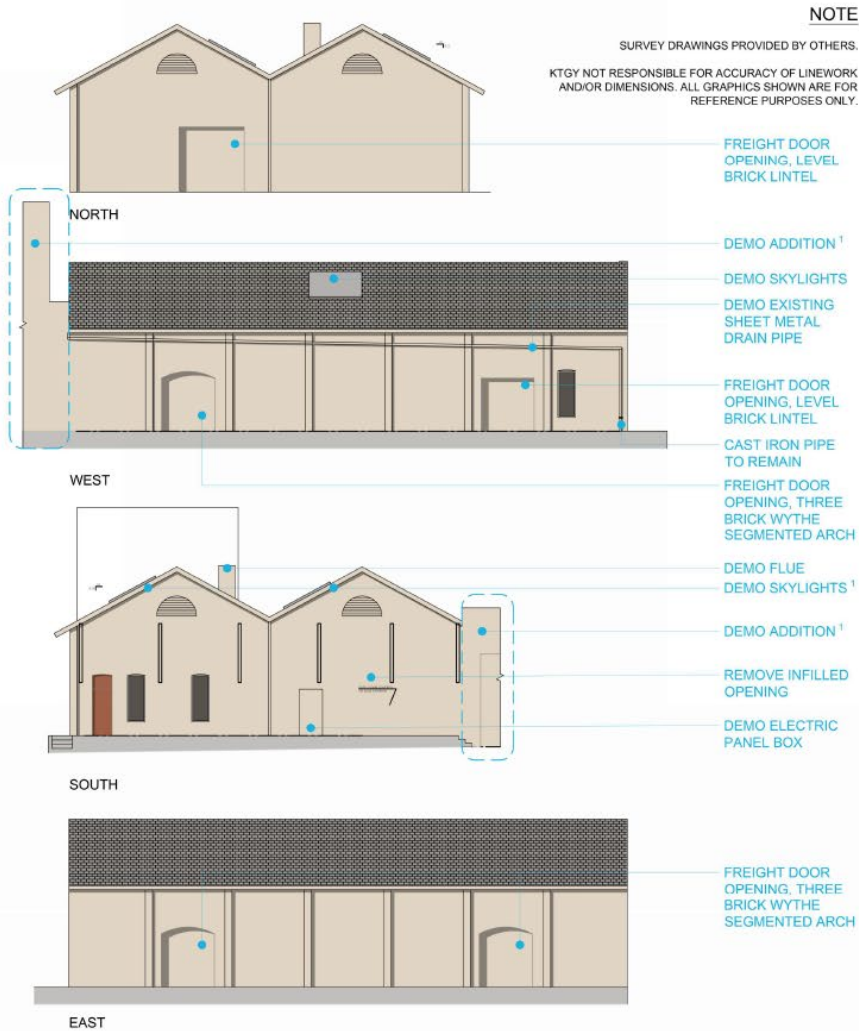 NOTE
SURVEY DRAWINGS PROVIDED BY OTHERS.
KTGY NOT RESPONSIBLE FOR ACCURACY OF LINEWORK
AND/OR DIMENSIONS. ALL GRAPHICS SHOWN ARE FOR
REFERENCE PURPOSES ONLY.
FREIGHT DOOR
OPENING, LEVEL
BRICK LINTEL
NORTH
DEMO ADDITION 1
DEMO SKYLIGHTS
DEMO EXISTING
SHEET METAL
DRAIN PIPE
FREIGHT DOOR
OPENING, LEVEL
BRICK LINTEL
CAST IRON PIPE
TO REMAIN
WEST
FREIGHT DOOR
OPENING, THREE
BRICK WYTHE
SEGMENTED ARCH
DEMO FLUE
DEMO SKYLIGHTS 1
DEMO ADDITION 1
REMOVE INFILLED
OPENING
DEMO ELECTRIC
PANEL BOX
SOUTH
FREIGHT DOOR
OPENING, THREE
BRICK WYTHE
SEGMENTED ARCH
EAST